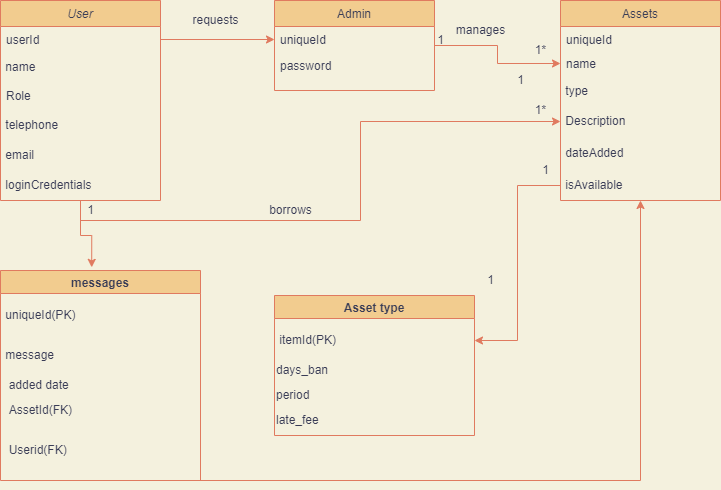 User
userId
name
Role
telephone
email
loginCredentials
requests
Admin
uniqueId
password
manages
1
1*
1
Assets
uniqueId
name
type
Description
dateAdded
isAvailable
1*
1
borrows
1
1
messages
uniqueId(PK)
message
added date
AssetId(FK)
Userid(FK)
Asset type
itemId(PK)
days_ban
period
late_fee